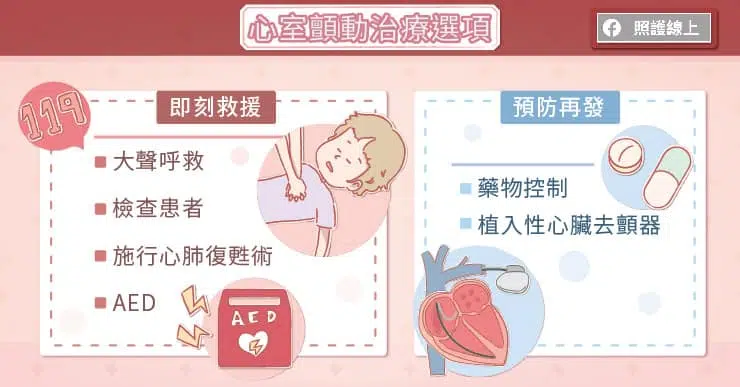 心室顫動治療選項
照護線上
119
即刻救援
大聲呼救
檢查患者
施行心肺復甦術
AED
AED
預防再發
藥物控制
植入性心臟去顫器